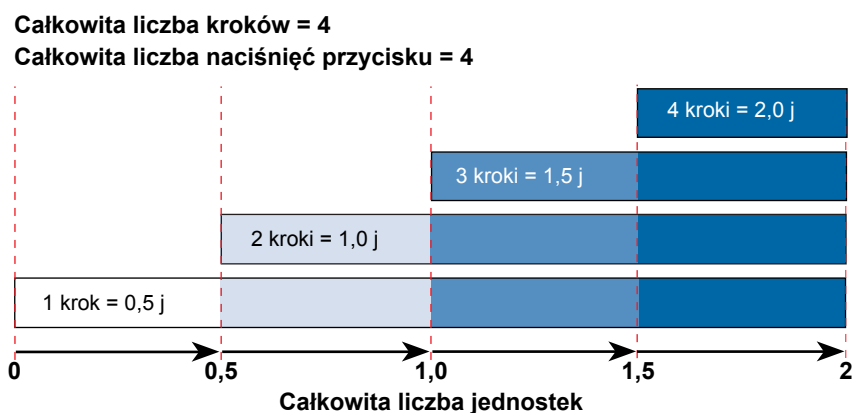 Całkowita liczba kroków = 4
Całkowita liczba naciśnięć przycisku = 4
4 kroki = 2,0 j
3 kroki = 1,5 j
2 kroki = 1,0 j
1 krok = 0,5 j
0 0,5 1,0 1,5 2
Całkowita liczba jednostek